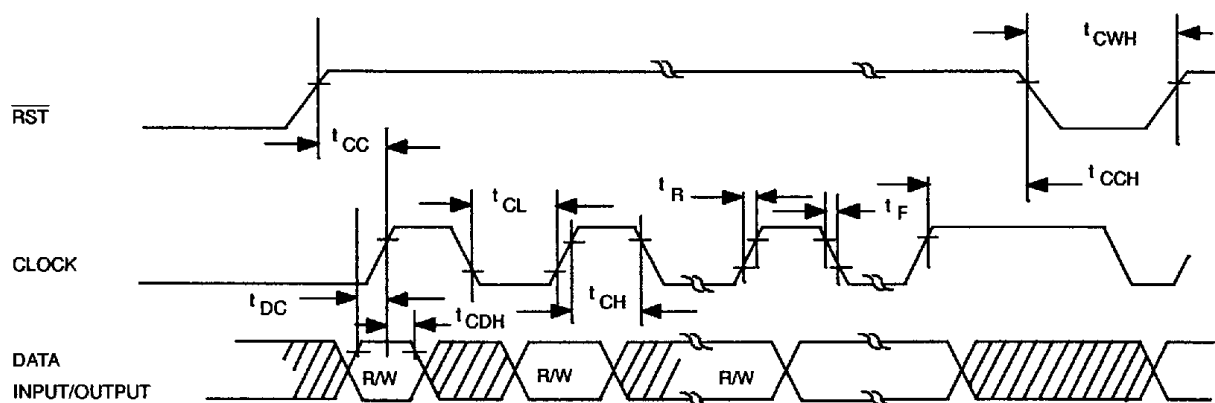 t CWH
RST
t CC
t CCH
t R
t F
t CL
CLOCK
t DC
t CDH
t CH
DATA
INPUT/OUTPUT
R/W
R/W
R/W